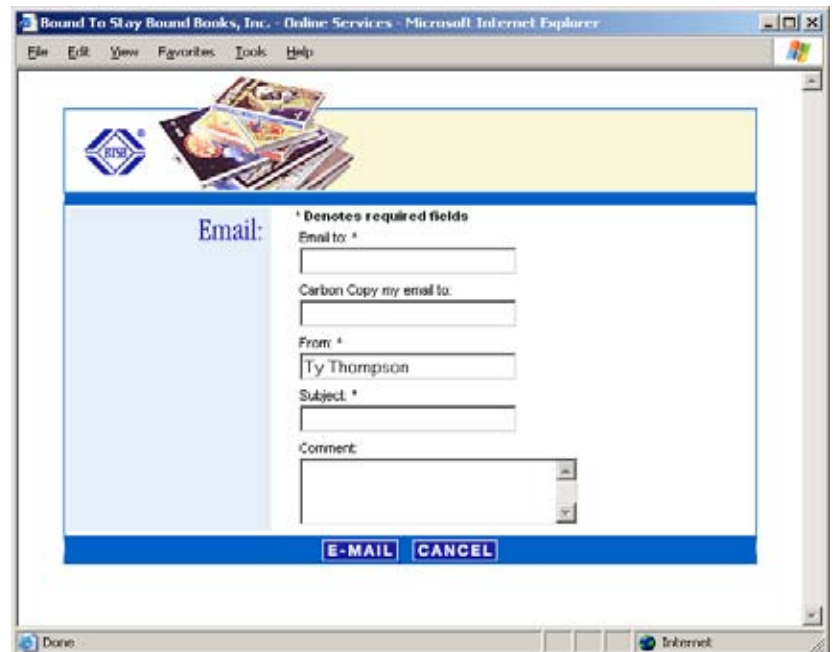 Bound To Stay Bound Books, Inc. - Online Services - Microsoft Internet Explorer
File Edit View Favorites Tools Help
BTSB ®
* Denotes required fields
Email:
Email to: *
Carbon Copy my email to:
From: *
Ty Thompson
Subject: *
Comment:
E-MAIL CANCEL
Done Internet